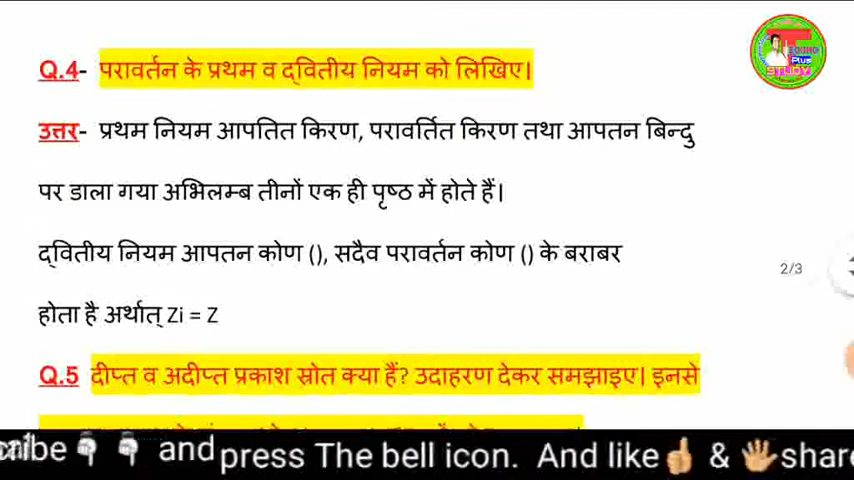 Q.4- परावर्तन के प्रथम व द्वितीय नियम को लिखिए।
उत्तर- प्रथम नियम आपतित किरण, परावर्तित किरण तथा आपतन बिन्दु
पर डाला गया अभिलम्ब तीनों एक ही पृष्ठ में होते हैं।
द्वितीय नियम आपतन कोण (), सदैव परावर्तन कोण () के बराबर
2/3
होता है अर्थात् Zi = Z
Q.5 दीप्त व अदीप्त प्रकाश स्रोत क्या हैं? उदाहरण देकर समझाइए। इनसे
and press The bell icon. And like 👍 & 👋 share
Plus
STUDY